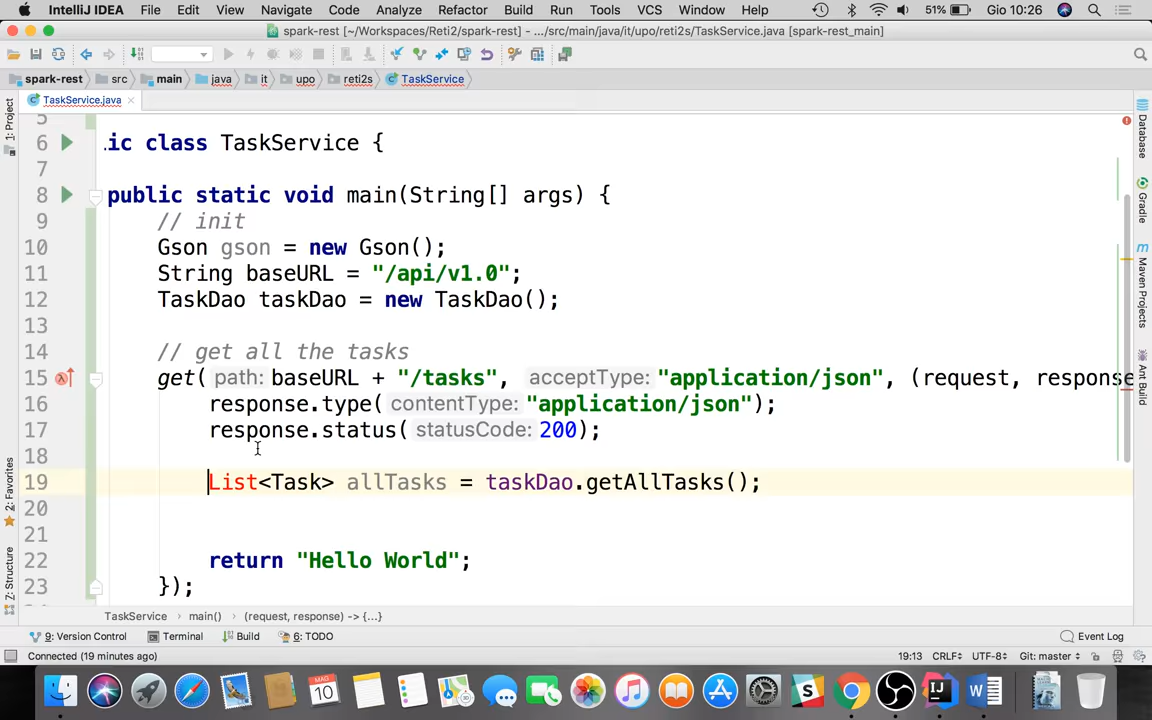 IntelliJ IDEA File Edit View Navigate Code Analyze Refactor Build Run Tools VCS Window Help 51% Gio 10:26
spark-rest [~/Workspaces/Reti2/spark-rest] - .../src/main/java/it/upo/reti2s/TaskService.java [spark-rest_main]
spark-rest src main java it upo reti2s TaskService
TaskService.java
5
6 ic class TaskService {
7
8 public static void main(String[] args) {
9 // init
10 Gson gson = new Gson();
11 String baseURL = "/api/v1.0";
12 TaskDao taskDao = new TaskDao();
13
14 // get all the tasks
15 get( path: baseURL + "/tasks", acceptType: "application/json", (request, response
16 response.type( contentType: "application/json");
17 response.status( statusCode: 200);
18
19 List<Task> allTasks = taskDao.getAllTasks();
20
21
22 return "Hello World";
23 });
1: Project
2: Favorites
7: Structure
Database
Gradle
Maven Projects
Ant Build
TaskService main() (request, response) -> {...}
9: Version Control Terminal Build 6: TODO Event Log
Connected (19 minutes ago) 19:13 CRLF UTF-8 Git: master
MAG
10